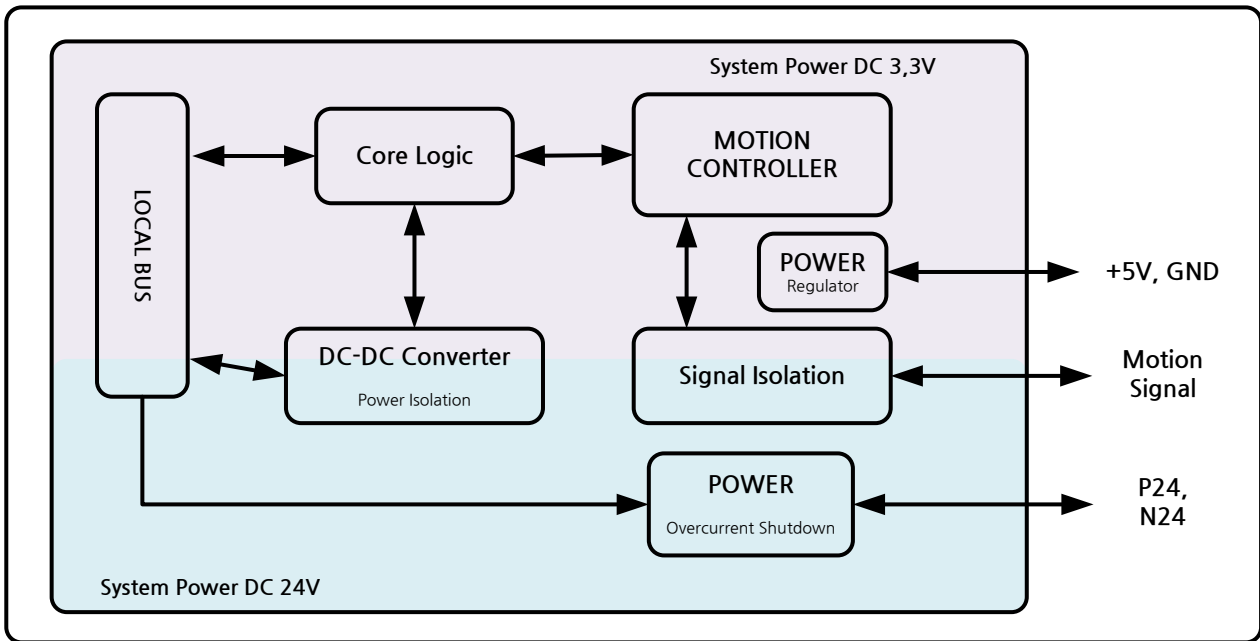 System Power DC 3,3V
LOCAL BUS
Core Logic
MOTION
CONTROLLER
POWER
Regulator
+5V, GND
DC-DC Converter
Power Isolation
Signal Isolation
Motion
Signal
POWER
Overcurrent Shutdown
P24,
N24
System Power DC 24V